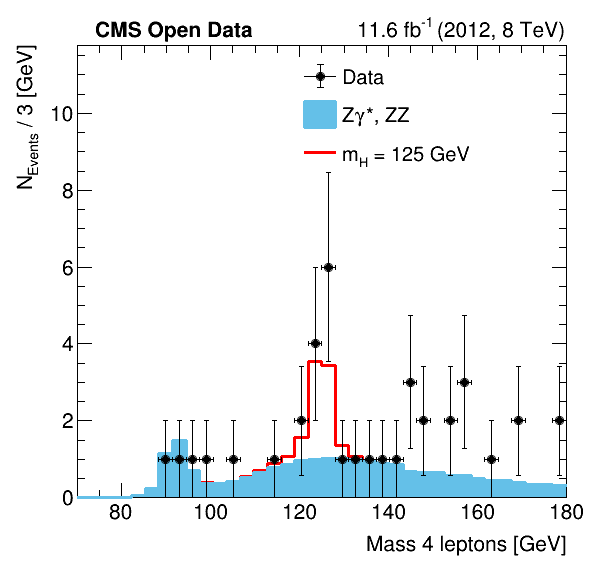 CMS Open Data 11.6 fb⁻¹ (2012, 8 TeV)
N_Events / 3 [GeV]
Data
Zγ*, ZZ
m_H = 125 GeV
10
8
6
4
2
0
80 100 120 140 160 180
Mass 4 leptons [GeV]